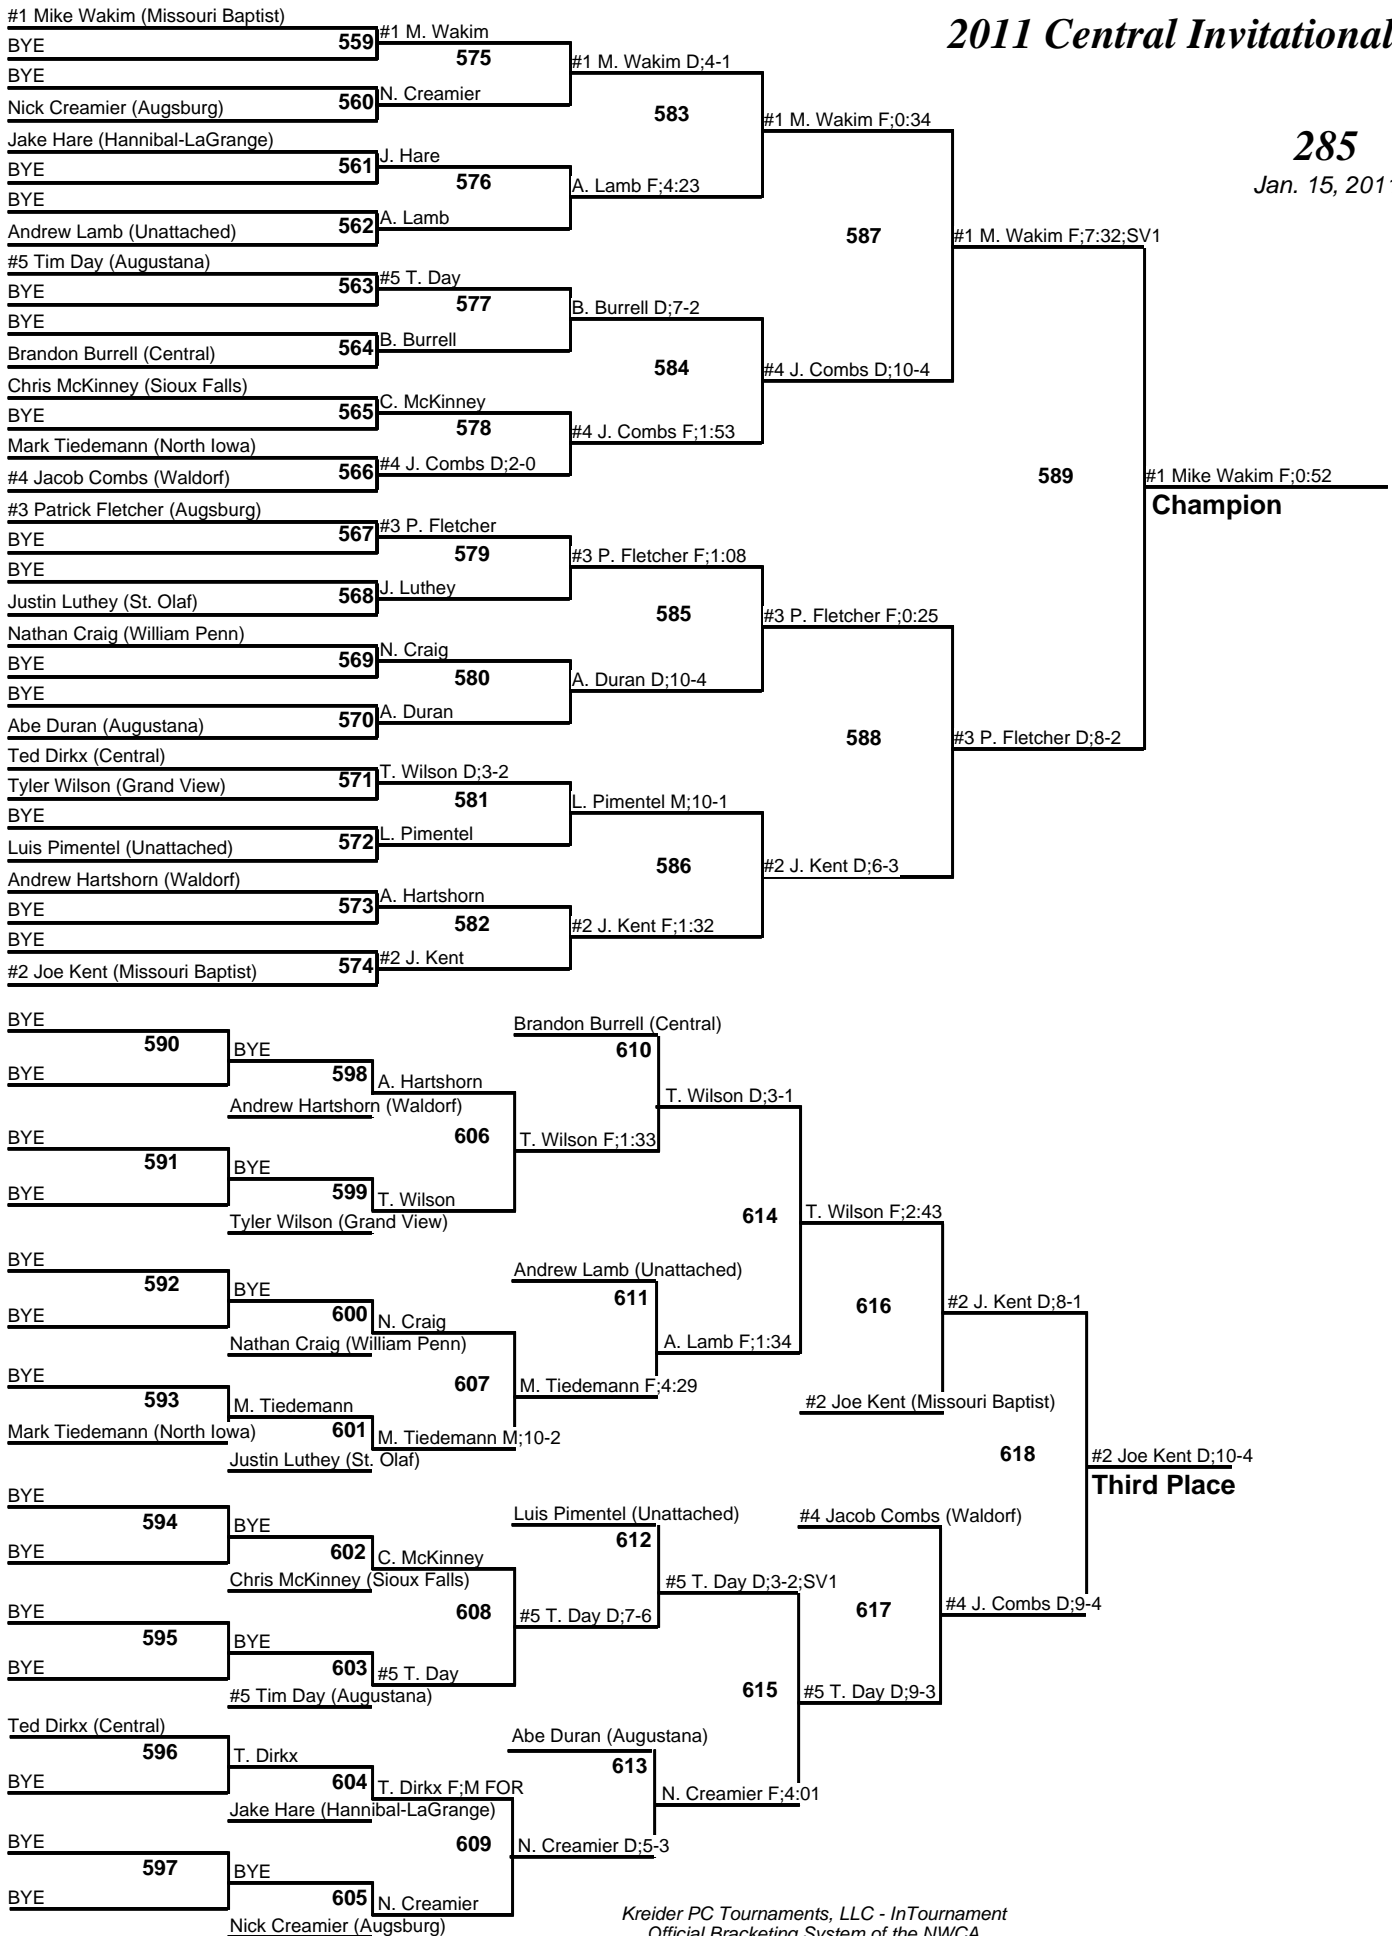 2011 Central Invitational
285
Jan. 15, 2011
#1 Mike Wakim (Missouri Baptist)
BYE
559
BYE
Nick Creamier (Augsburg)
560
Jake Hare (Hannibal-LaGrange)
BYE
561
BYE
Andrew Lamb (Unattached)
562
#5 Tim Day (Augustana)
BYE
563
BYE
Brandon Burrell (Central)
564
Chris McKinney (Sioux Falls)
BYE
565
Mark Tiedemann (North Iowa)
#4 Jacob Combs (Waldorf)
566
#3 Patrick Fletcher (Augsburg)
BYE
567
BYE
Justin Luthey (St. Olaf)
568
Nathan Craig (William Penn)
BYE
569
BYE
Abe Duran (Augustana)
570
Ted Dirkx (Central)
Tyler Wilson (Grand View)
571
BYE
Luis Pimentel (Unattached)
572
Andrew Hartshorn (Waldorf)
BYE
573
BYE
#2 Joe Kent (Missouri Baptist)
574
#1 M. Wakim
575
N. Creamier
J. Hare
576
A. Lamb
#5 T. Day
577
B. Burrell
C. McKinney
578
#4 J. Combs D;2-0
#3 P. Fletcher
579
J. Luthey
N. Craig
580
A. Duran
T. Wilson D;3-2
581
L. Pimentel
A. Hartshorn
582
#2 J. Kent
#1 M. Wakim D;4-1
583
A. Lamb F;4:23
B. Burrell D;7-2
584
#4 J. Combs F;1:53
#3 P. Fletcher F;1:08
585
A. Duran D;10-4
L. Pimentel M;10-1
586
#2 J. Kent F;1:32
#1 M. Wakim F;0:34
587
#4 J. Combs D;10-4
#3 P. Fletcher F;0:25
588
#2 J. Kent D;6-3
#1 M. Wakim F;7:32;SV1
589
#3 P. Fletcher D;8-2
#1 Mike Wakim F;0:52
Champion
BYE
590
BYE
BYE
591
BYE
BYE
592
BYE
BYE
593
Mark Tiedemann (North Iowa)
BYE
594
BYE
BYE
595
BYE
Ted Dirkx (Central)
596
BYE
BYE
597
BYE
BYE
598
Andrew Hartshorn (Waldorf)
BYE
599
Tyler Wilson (Grand View)
BYE
600
Nathan Craig (William Penn)
M. Tiedemann
601
Justin Luthey (St. Olaf)
BYE
602
Chris McKinney (Sioux Falls)
BYE
603
#5 Tim Day (Augustana)
T. Dirkx
604
Jake Hare (Hannibal-LaGrange)
BYE
605
Nick Creamier (Augsburg)
A. Hartshorn
606
T. Wilson
N. Craig
607
M. Tiedemann M;10-2
C. McKinney
608
#5 T. Day
T. Dirkx F;M FOR
609
N. Creamier
Brandon Burrell (Central)
610
T. Wilson F;1:33
Andrew Lamb (Unattached)
611
M. Tiedemann F;4:29
Luis Pimentel (Unattached)
612
#5 T. Day D;7-6
Abe Duran (Augustana)
613
N. Creamier D;5-3
T. Wilson D;3-1
614
A. Lamb F;1:34
#5 T. Day D;3-2;SV1
615
N. Creamier F;4:01
T. Wilson F;2:43
616
#2 Joe Kent (Missouri Baptist)
#4 Jacob Combs (Waldorf)
617
#5 T. Day D;9-3
#2 J. Kent D;8-1
618
#4 J. Combs D;9-4
#2 Joe Kent D;10-4
Third Place
Kreider PC Tournaments, LLC - InTournament
Official Bracketing System of the NWCA